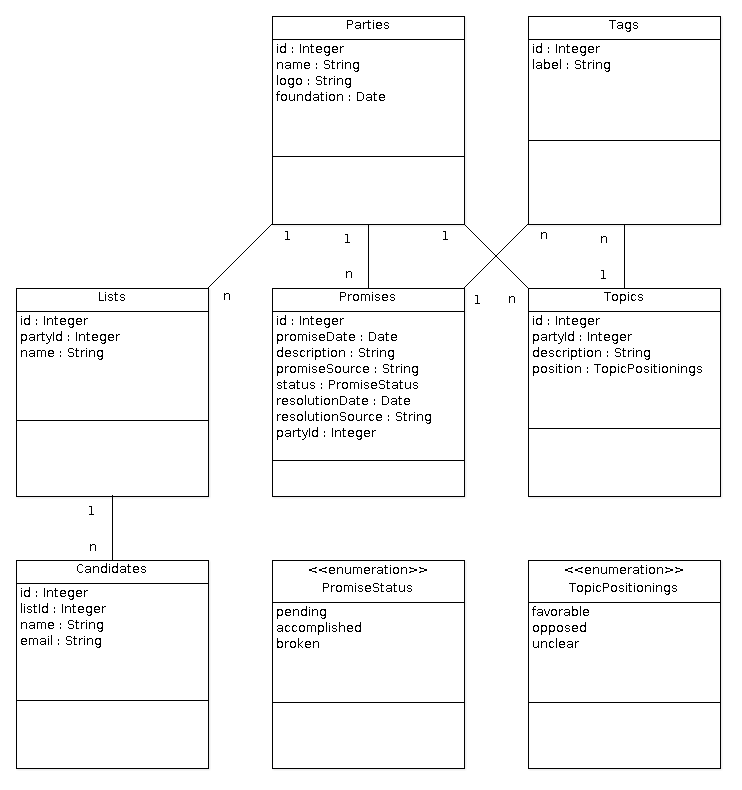 Parties
id : Integer
name : String
logo : String
foundation : Date
Tags
id : Integer
label : String
1
1
1
n
n
n
n
1
n
1
Lists
id : Integer
partyId : Integer
name : String
Promises
id : Integer
promiseDate : Date
description : String
promiseSource : String
status : PromiseStatus
resolutionDate : Date
resolutionSource : String
partyId : Integer
Topics
id : Integer
partyId : Integer
description : String
position : TopicPositionings
1
n
Candidates
id : Integer
listId : Integer
name : String
email : String
<<enumeration>>
PromiseStatus
pending
accomplished
broken
<<enumeration>>
TopicPositionings
favorable
opposed
unclear